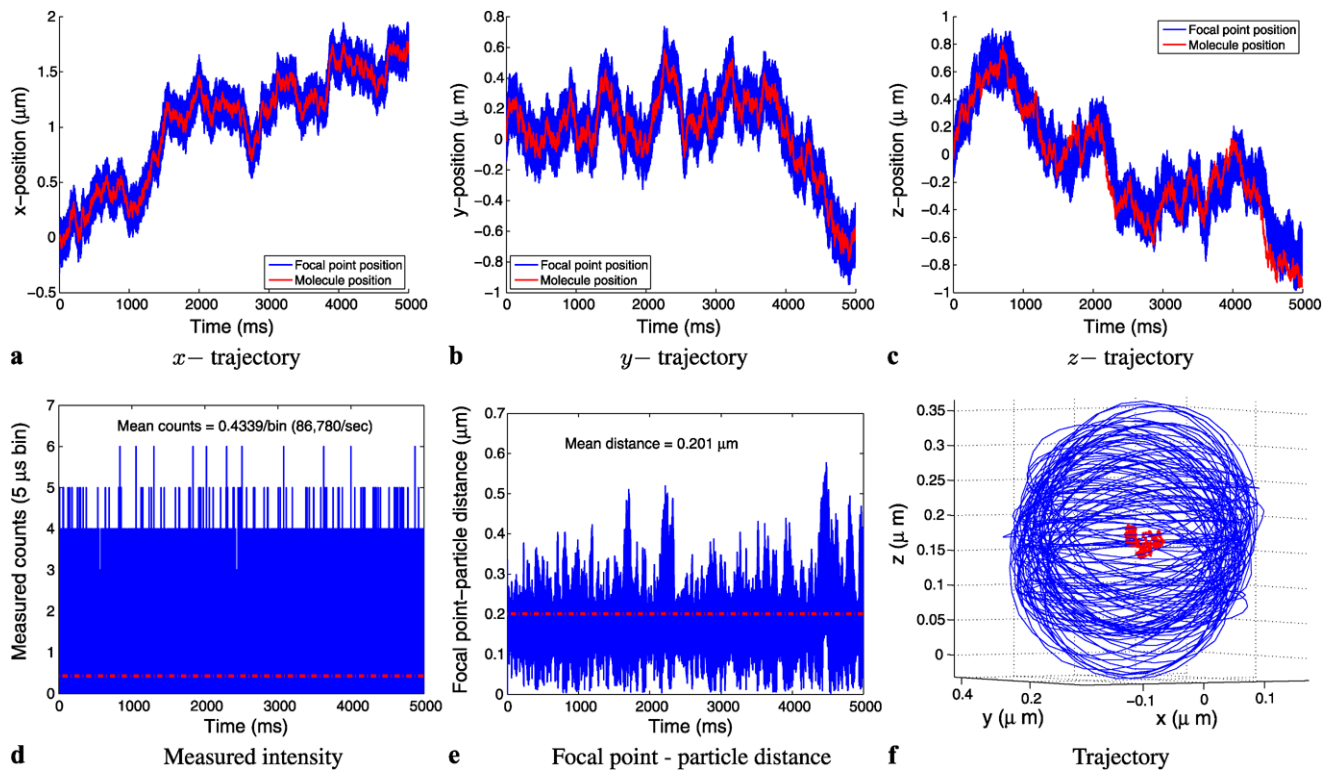 2
1.5
1
0.5
0
−0.5
x−position (μm)
0 1000 2000 3000 4000 5000
Time (ms)
Focal point position
Molecule position
a x− trajectory
0.8
0.6
0.4
0.2
0
−0.2
−0.4
−0.6
−0.8
−1
y−position (μ m)
0 1000 2000 3000 4000 5000
Time (ms)
Focal point position
Molecule position
b y− trajectory
1
0.8
0.6
0.4
0.2
0
−0.2
−0.4
−0.6
−0.8
−1
z−position (μ m)
0 1000 2000 3000 4000 5000
Time (ms)
Focal point position
Molecule position
c z− trajectory
7
6
5
4
3
2
1
0
Measured counts (5 μs bin)
Mean counts = 0.4339/bin (86,780/sec)
0 1000 2000 3000 4000 5000
Time (ms)
d Measured intensity
0.7
0.6
0.5
0.4
0.3
0.2
0.1
0
Focal point−particle distance (μm)
Mean distance = 0.201 μm
0 1000 2000 3000 4000 5000
Time (ms)
e Focal point - particle distance
0.35
0.3
0.25
0.2
0.15
0.1
0.05
0
z (μ m)
0.4 0.2 −0.1 0 0.1
y (μ m) x (μ m)
f Trajectory